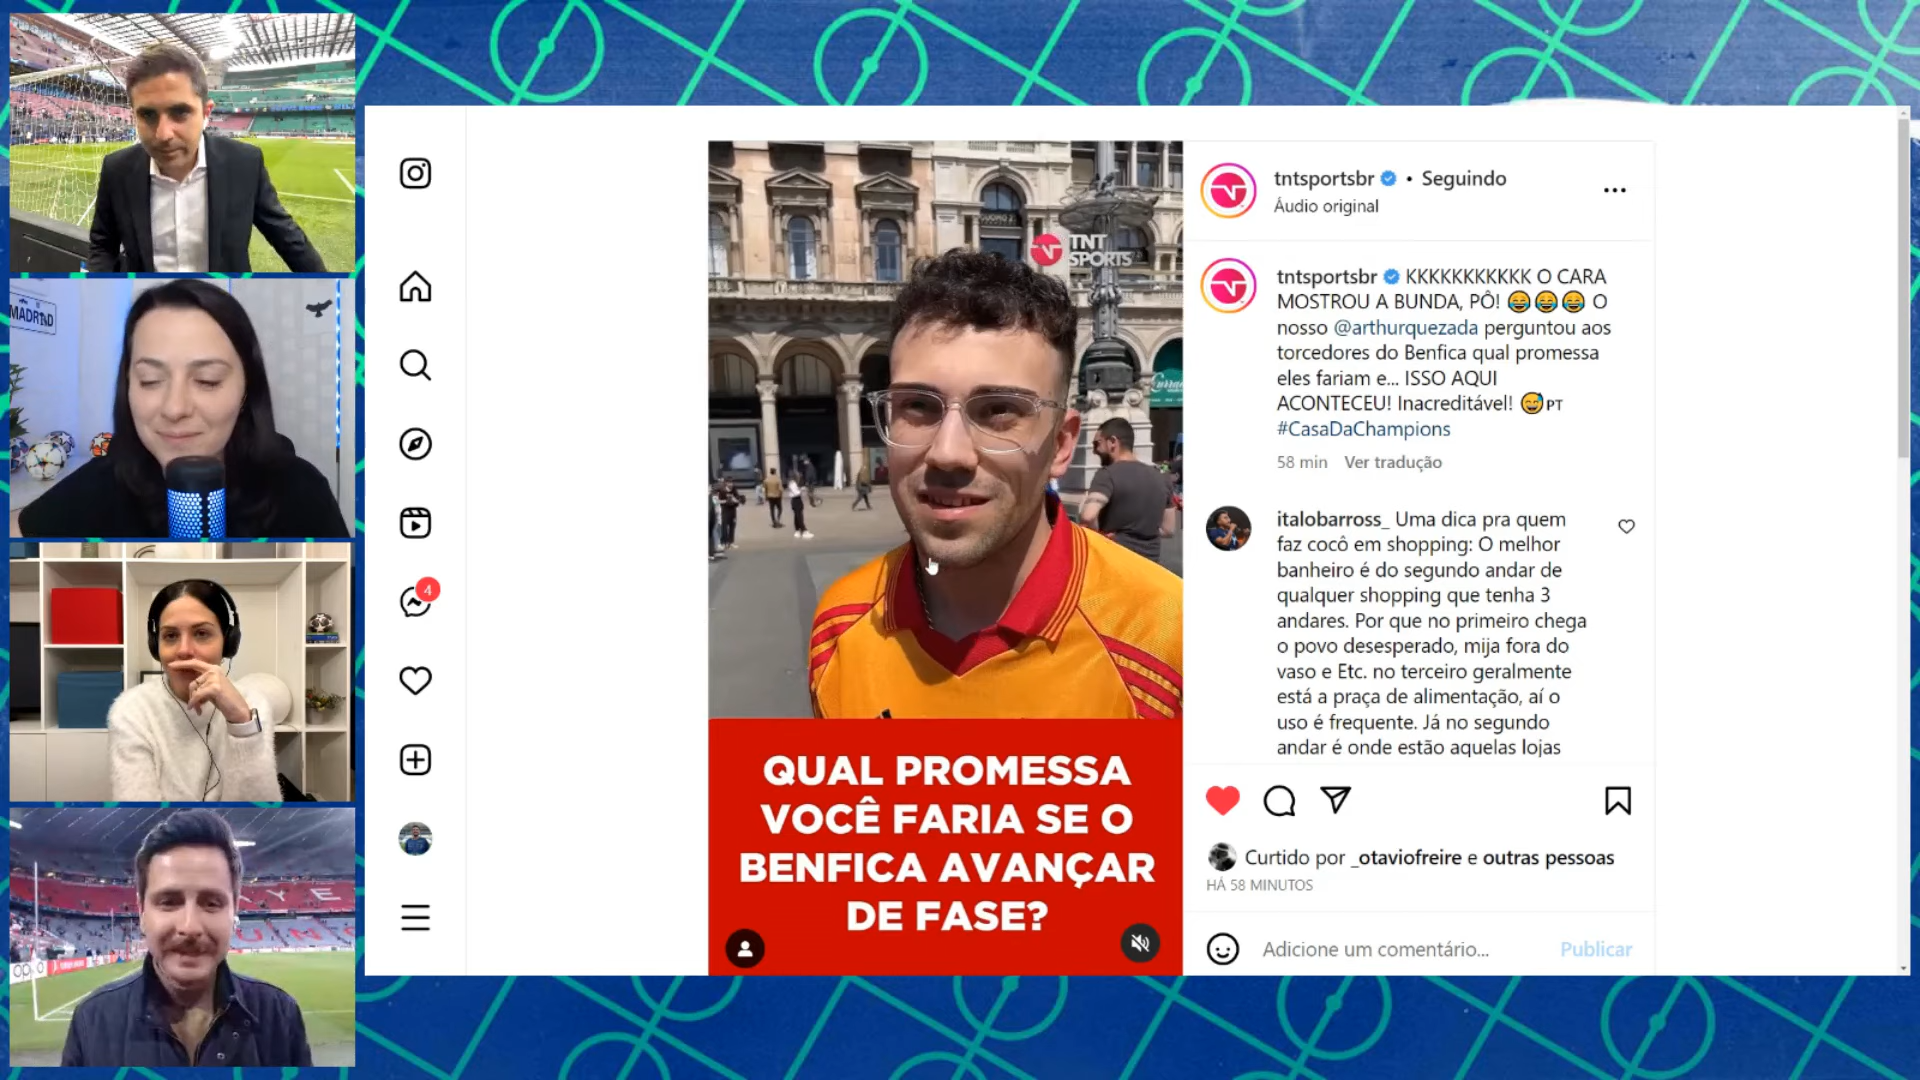 MADRID
DUOMO 21
TNT
SPORTS
QUAL PROMESSA
VOCÊ FARIA SE O
BENFICA AVANÇAR
DE FASE?
4
tntsportsbr • Seguindo
Áudio original
tntsportsbr KKKKKKKKKKK O CARA
MOSTROU A BUNDA, PÔ! 😂😂😂 O
nosso @arthurquezada perguntou aos
torcedores do Benfica qual promessa
eles fariam e... ISSO AQUI
ACONTECEU! Inacreditável! 😅PT
#CasaDaChampions
58 min Ver tradução
italobarross_ Uma dica pra quem
faz cocô em shopping: O melhor
banheiro é do segundo andar de
qualquer shopping que tenha 3
andares. Por que no primeiro chega
o povo desesperado, mija fora do
vaso e Etc. no terceiro geralmente
está a praça de alimentação, aí o
uso é frequente. Já no segundo
andar é onde estão aquelas lojas
Curtido por _otaviofreire e outras pessoas
HÁ 58 MINUTOS
Adicione um comentário...
Publicar